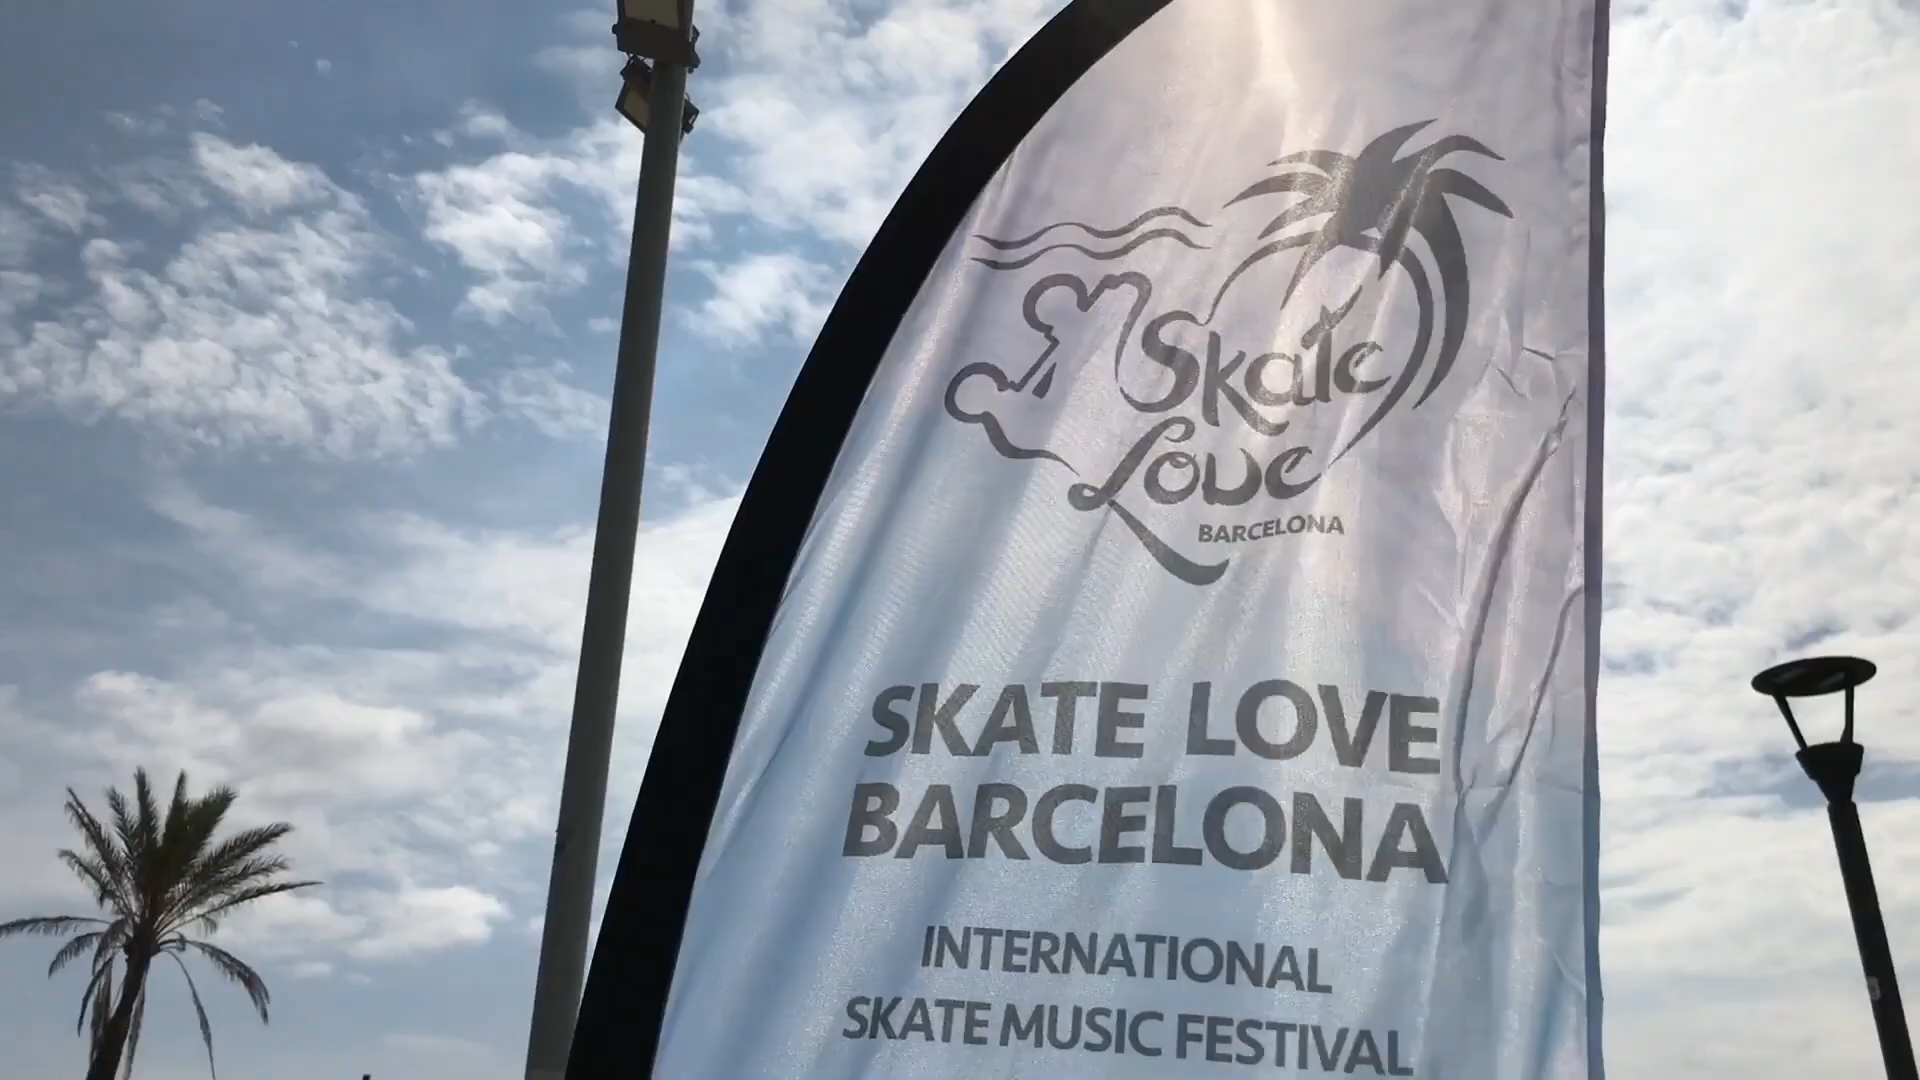 Skate
Love
BARCELONA
SKATE LOVE
BARCELONA
INTERNATIONAL
SKATE MUSIC FESTIVAL